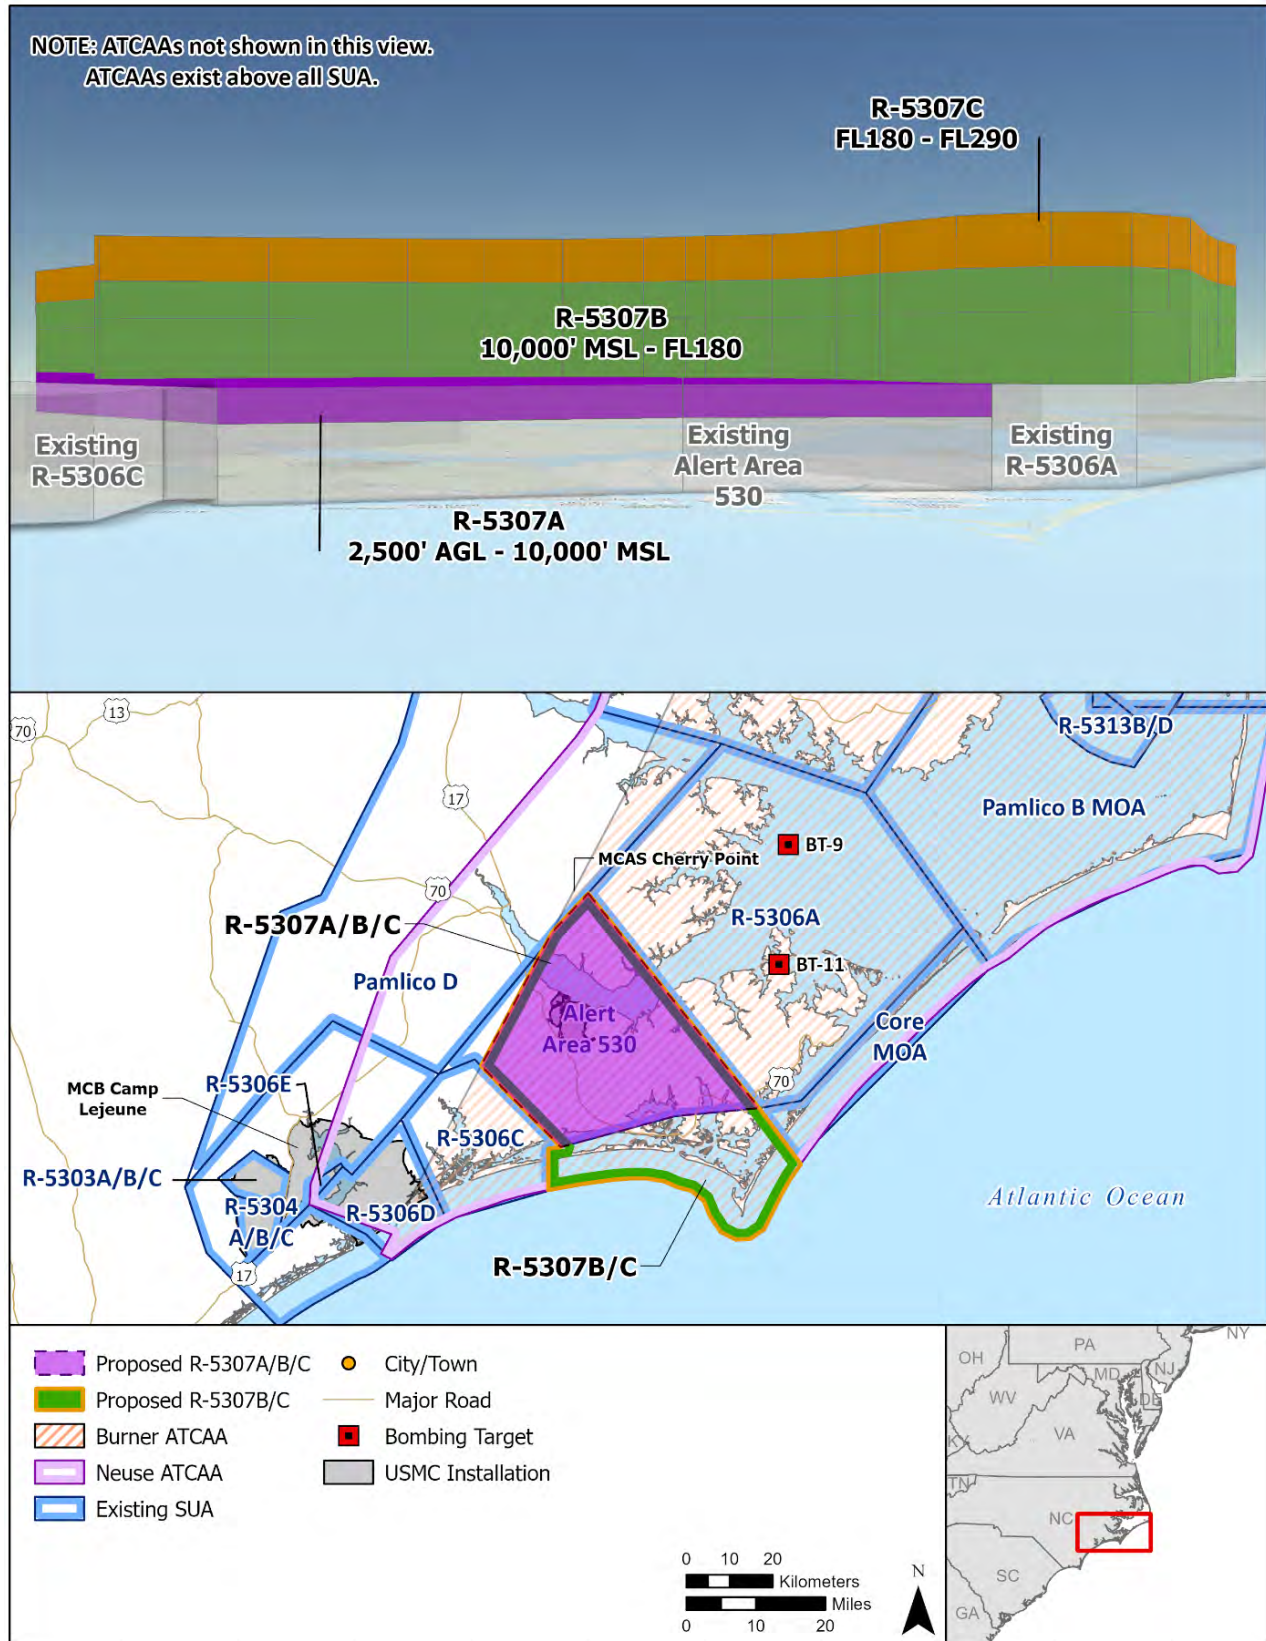 NOTE: ATCAAs not shown in this view.
ATCAAs exist above all SUA.
R-5307C
FL180 - FL290
R-5307B
10,000' MSL - FL180
Existing
R-5306C
Existing
Alert Area
530
Existing
R-5306A
R-5307A
2,500' AGL - 10,000' MSL
13
70
R-5313B/D
17
Pamlico B MOA
BT-9
MCAS Cherry Point
70
R-5307A/B/C
R-5306A
BT-11
Pamlico D
Alert
Area 530
Core
MOA
70
R-5306E
MCB Camp
Lejeune
R-5306C
R-5303A/B/C
R-5304
A/B/C
R-5306D
Atlantic Ocean
17
R-5307B/C
Proposed R-5307A/B/C
Proposed R-5307B/C
Burner ATCAA
Neuse ATCAA
Existing SUA
City/Town
Major Road
Bombing Target
USMC Installation
0 10 20
Kilometers
Miles
0 10 20
N
NY
PA
OH
NJ
MD
DE
WV
VA
KY
TN
NC
SC
GA